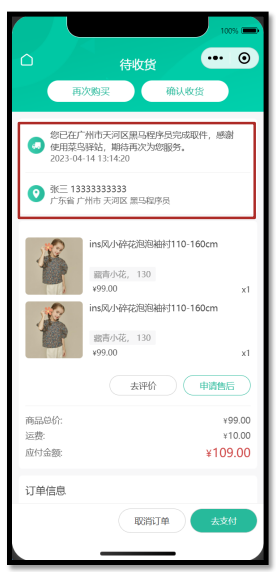 100%
待收货
再次购买 确认收货
您已在广州市天河区黑马程序员完成取件，感谢
使用菜鸟驿站，期待再次为您服务。
2023-04-14 13:14:20
张三 13333333333
广东省 广州市 天河区 黑马程序员
ins风小碎花泡泡袖衬110-160cm
藏青小花， 130
¥99.00 x1
ins风小碎花泡泡袖衬110-160cm
藏青小花， 130
¥99.00 x1
去评价 申请售后
商品总价: ¥99.00
运费: ¥10.00
应付金额: ¥109.00
订单信息
取消订单 去支付